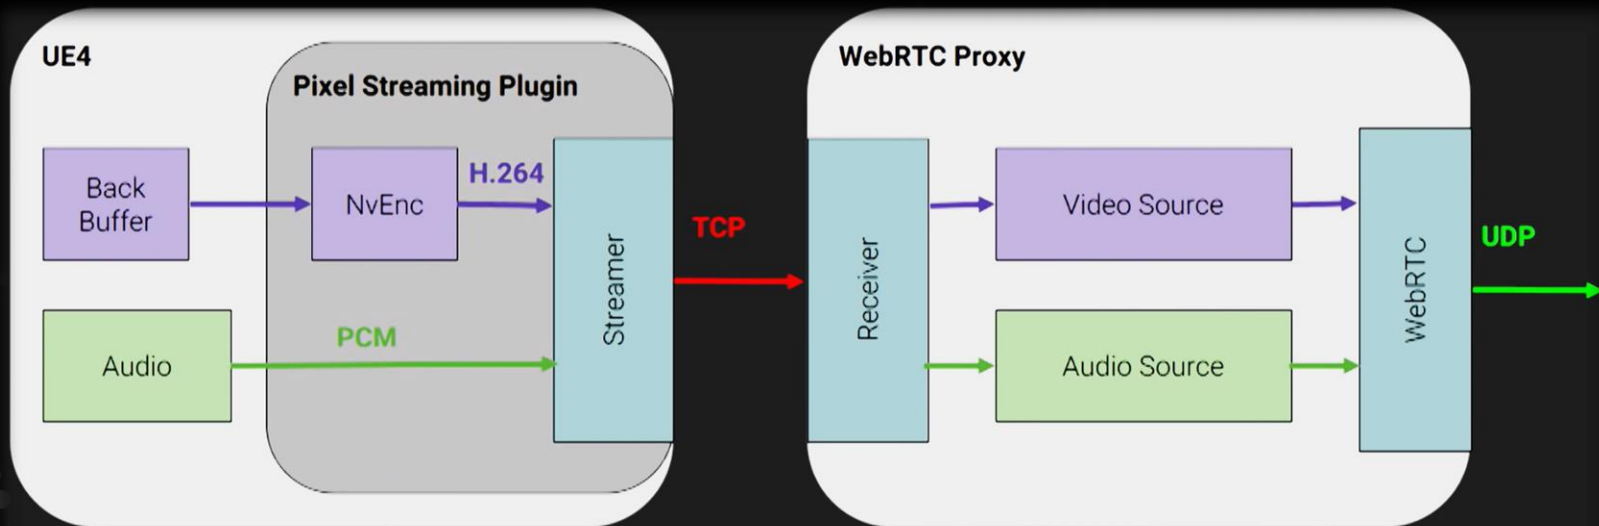 UE4
Pixel Streaming Plugin
Back
Buffer
NvEnc
H.264
Streamer
Audio
PCM
TCP
WebRTC Proxy
Receiver
Video Source
Audio Source
WebRTC
UDP